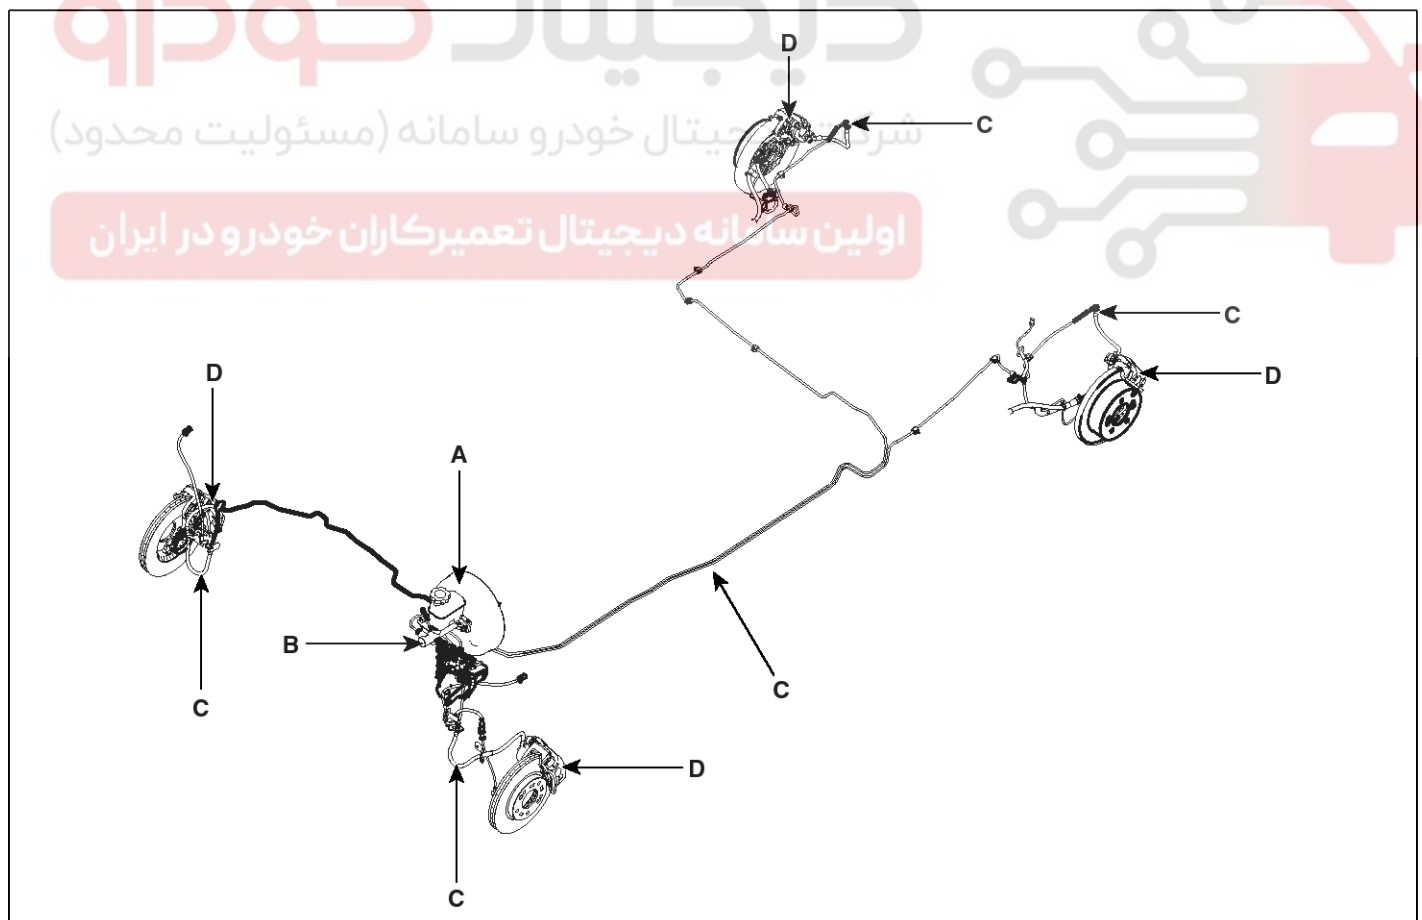 دیجیتال خودرو
شرکت دیجیتال خودرو سامانه (مسئولیت محدود)
اولین سامانه دیجیتال تعمیرکاران خودرو در ایران
D
C
C
D
D
A
B
C
C
D
C